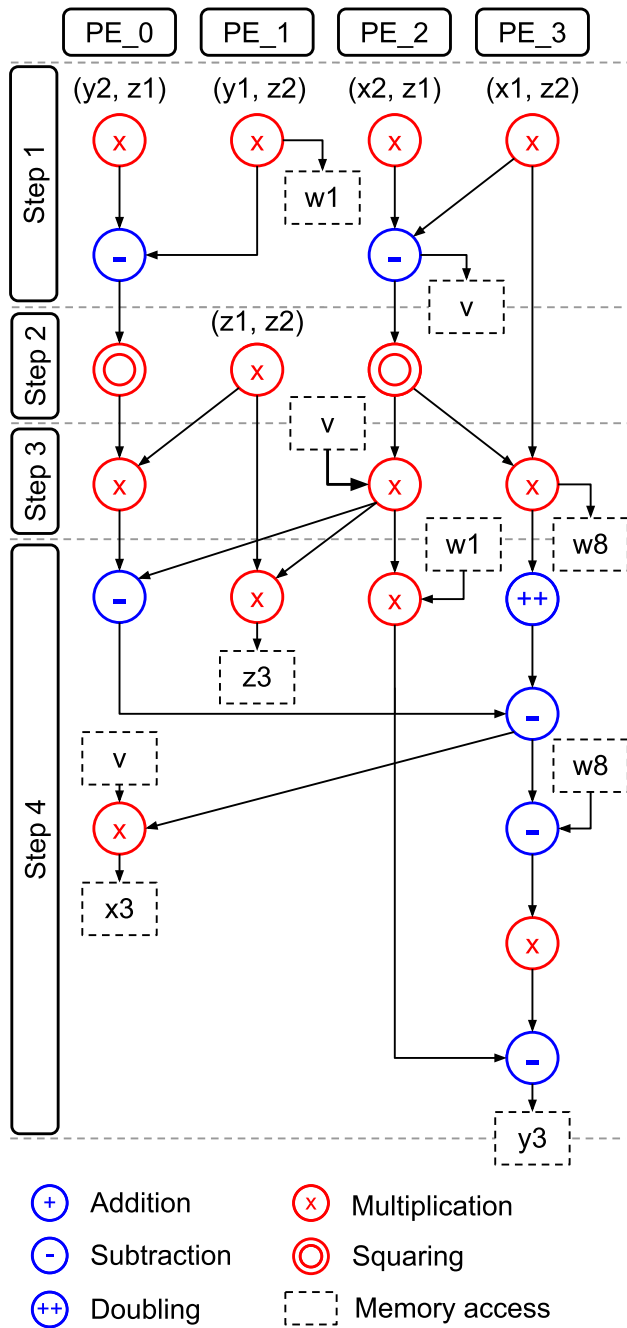 PE_0 PE_1 PE_2 PE_3
(y2, z1) (y1, z2) (x2, z1) (x1, z2)
Step 1
x x x x
w1
- -
v
Step 2
(z1, z2)
x
v
Step 3
x x x
w1 w8
Step 4
- x x ++
z3
-
v w8
x -
x3
x
-
y3
+ Addition x Multiplication
- Subtraction Squaring
++ Doubling Memory access